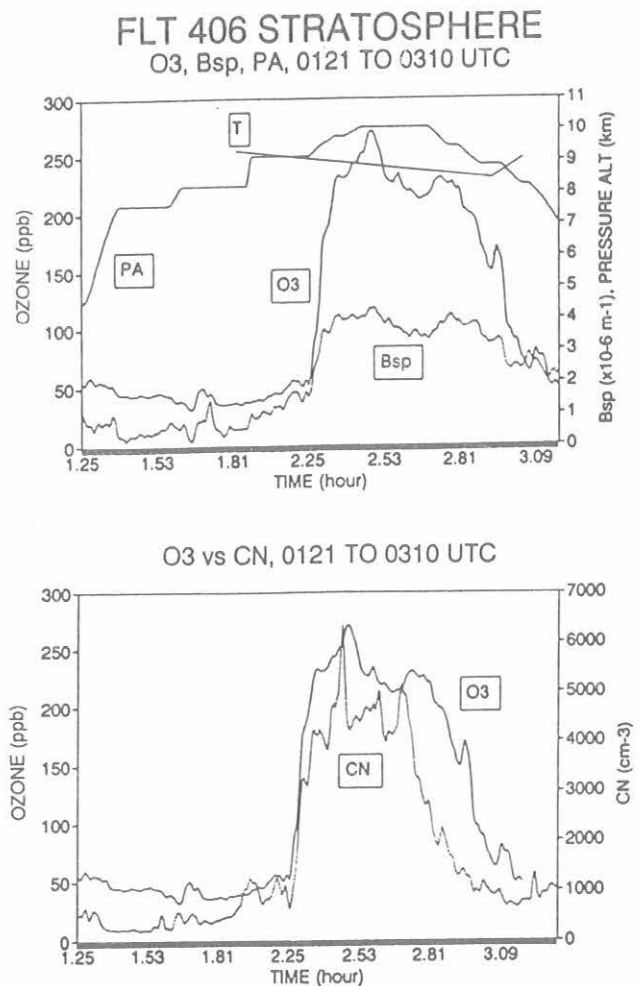 FLT 406 STRATOSPHERE
O3, Bsp, PA, 0121 TO 0310 UTC
300
250
200
150
100
50
0
OZONE (ppb)
T
PA
O3
Bsp
11
10
9
8
7
6
5
4
3
2
1
0
Bsp (x10-6 m-1), PRESSURE ALT (km)
1.25 1.53 1.81 2.25 2.53 2.81 3.09
TIME (hour)
O3 vs CN, 0121 TO 0310 UTC
300
250
200
150
100
50
0
OZONE (ppb)
O3
CN
7000
6000
5000
4000
3000
2000
1000
0
CN (cm-3)
1.25 1.53 1.81 2.25 2.53 2.81 3.09
TIME (hour)